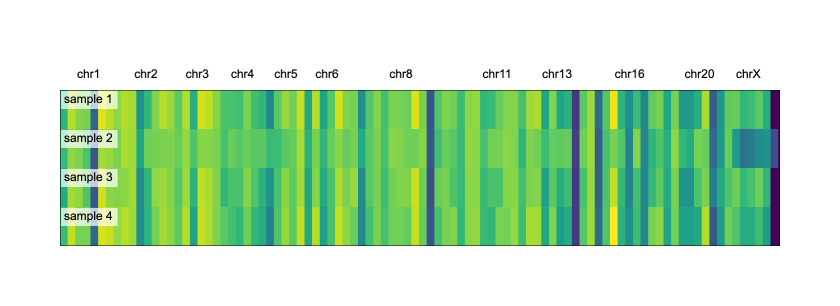 chr1 chr2 chr3 chr4 chr5 chr6 chr8 chr11 chr13 chr16 chr20 chrX
sample 1
sample 2
sample 3
sample 4